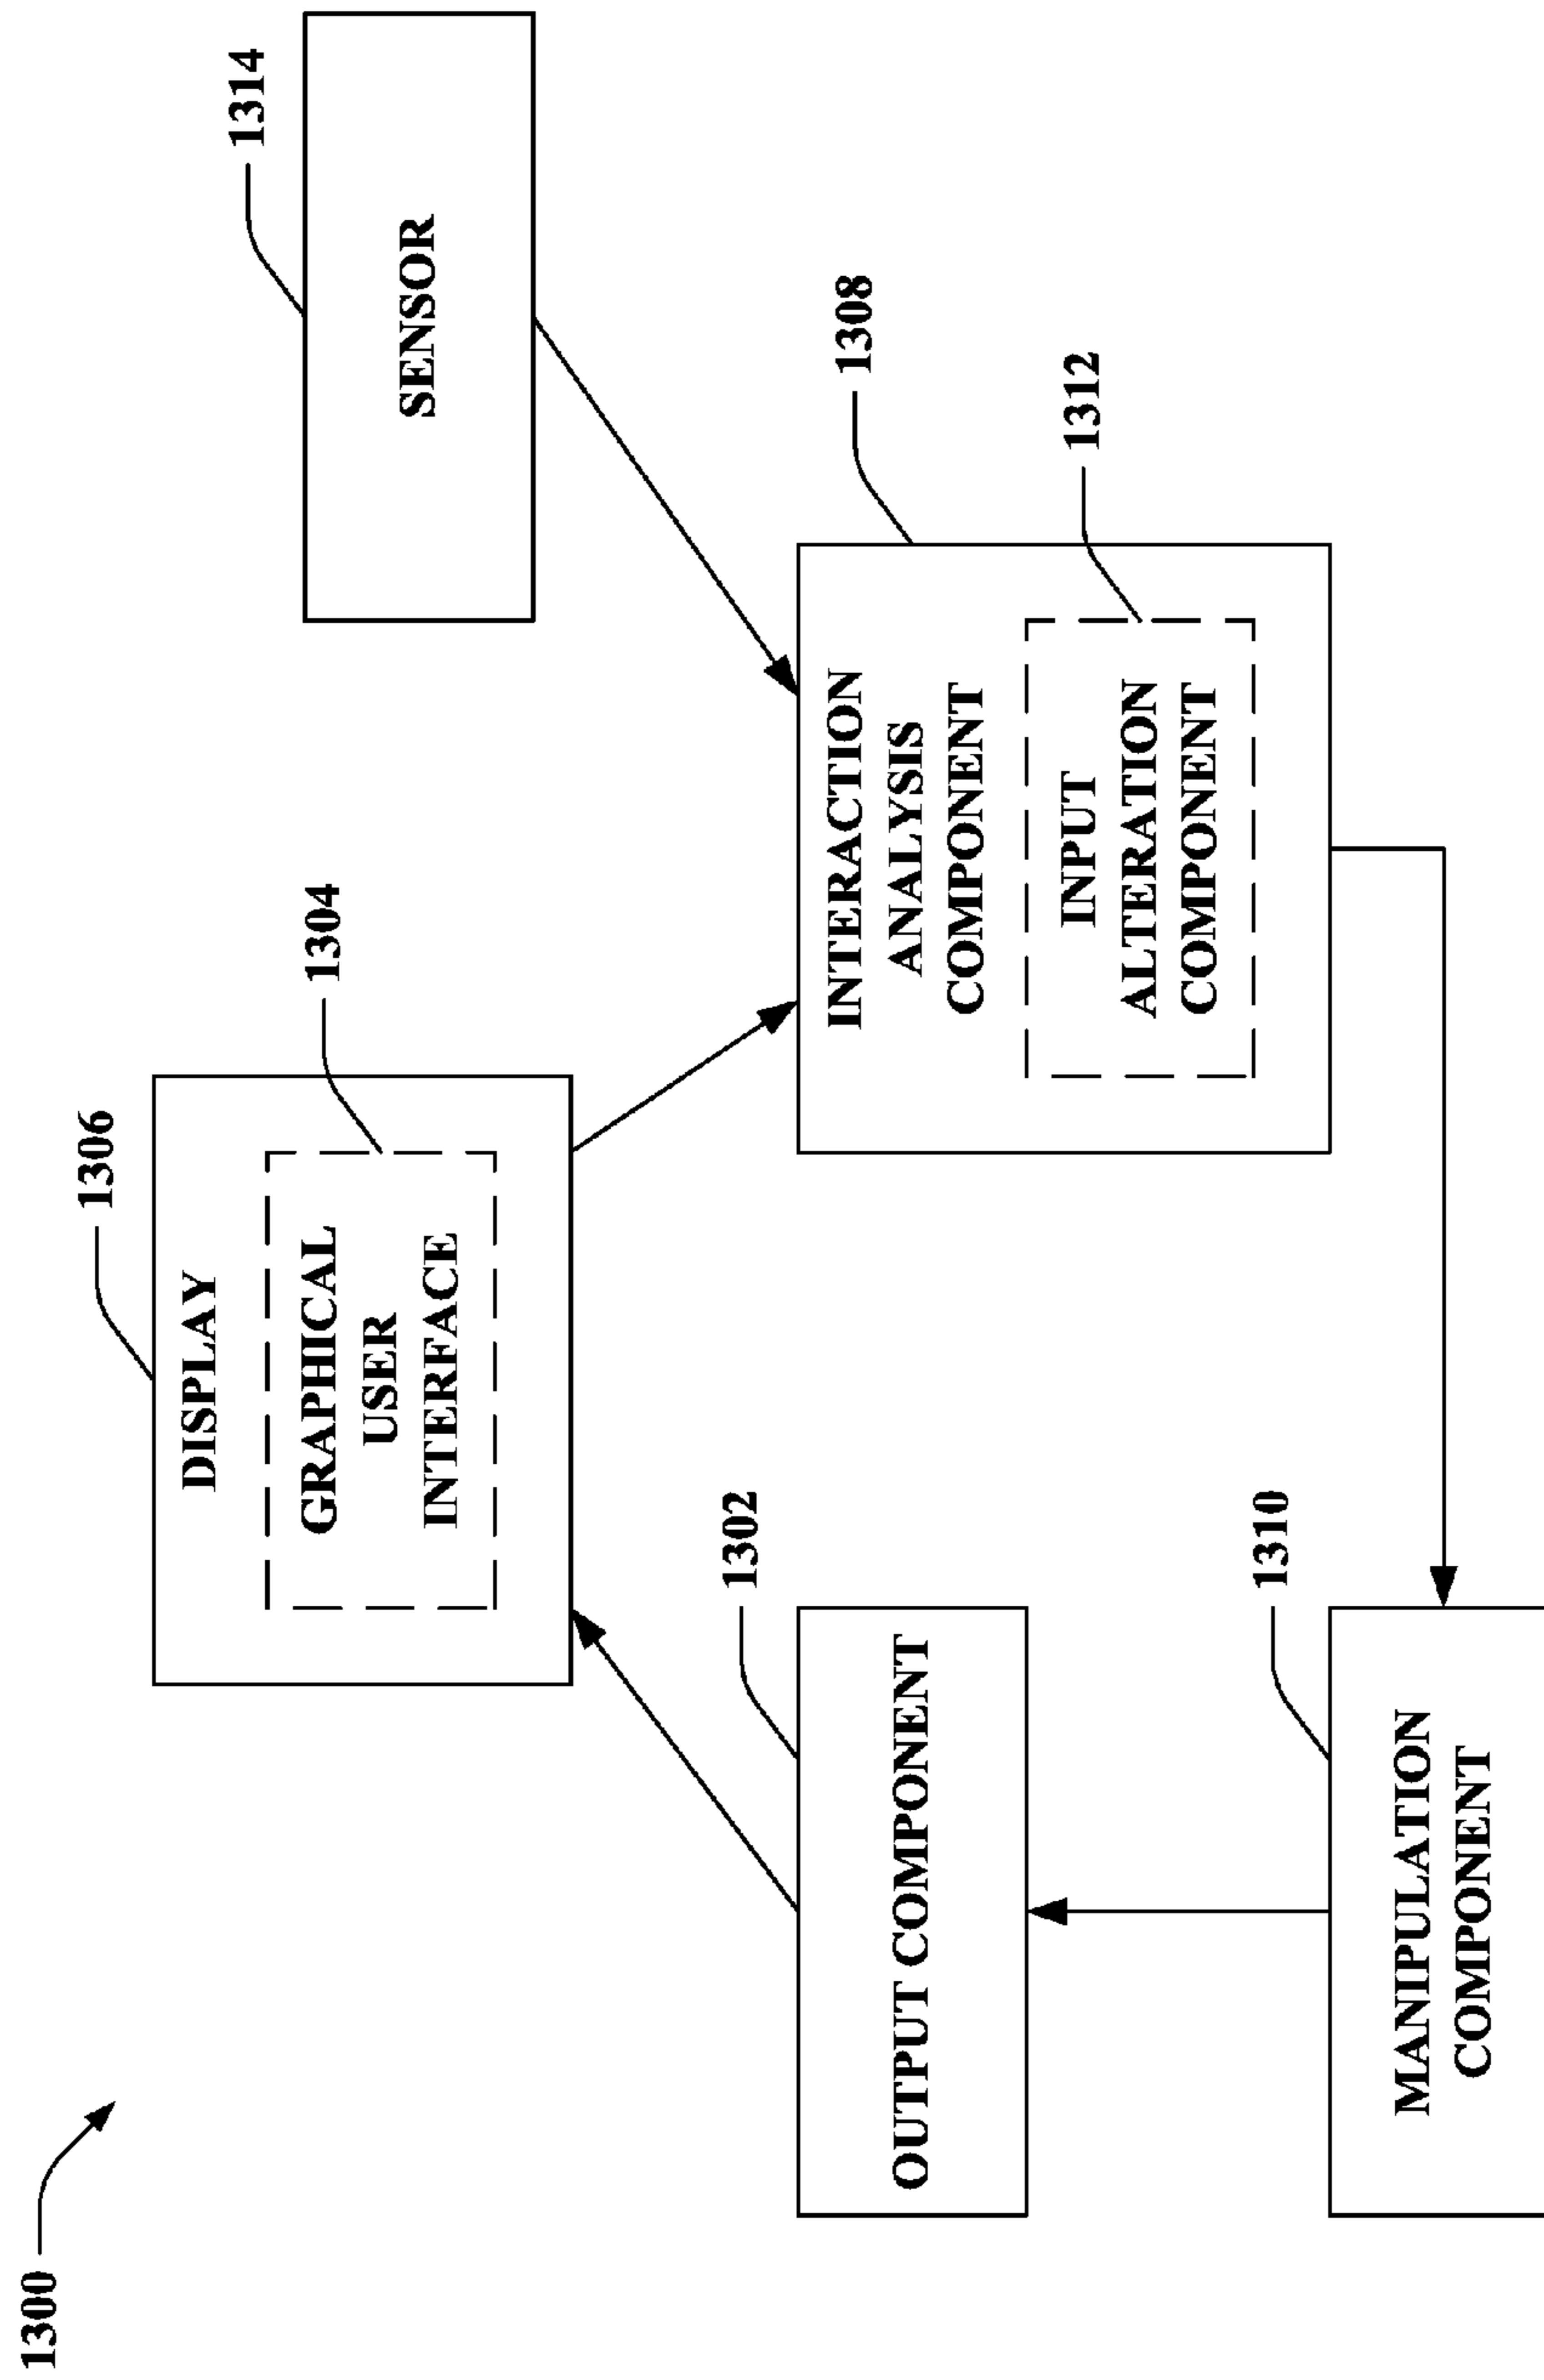 1300
1306
DISPLAY
1304
GRAPHICAL
USER
INTERFACE
1314
SENSOR
1302
OUTPUT COMPONENT
1308
INTERACTION
ANALYSIS
COMPONENT
1312
INPUT
ALTERATION
COMPONENT
1310
MANIPULATION
COMPONENT